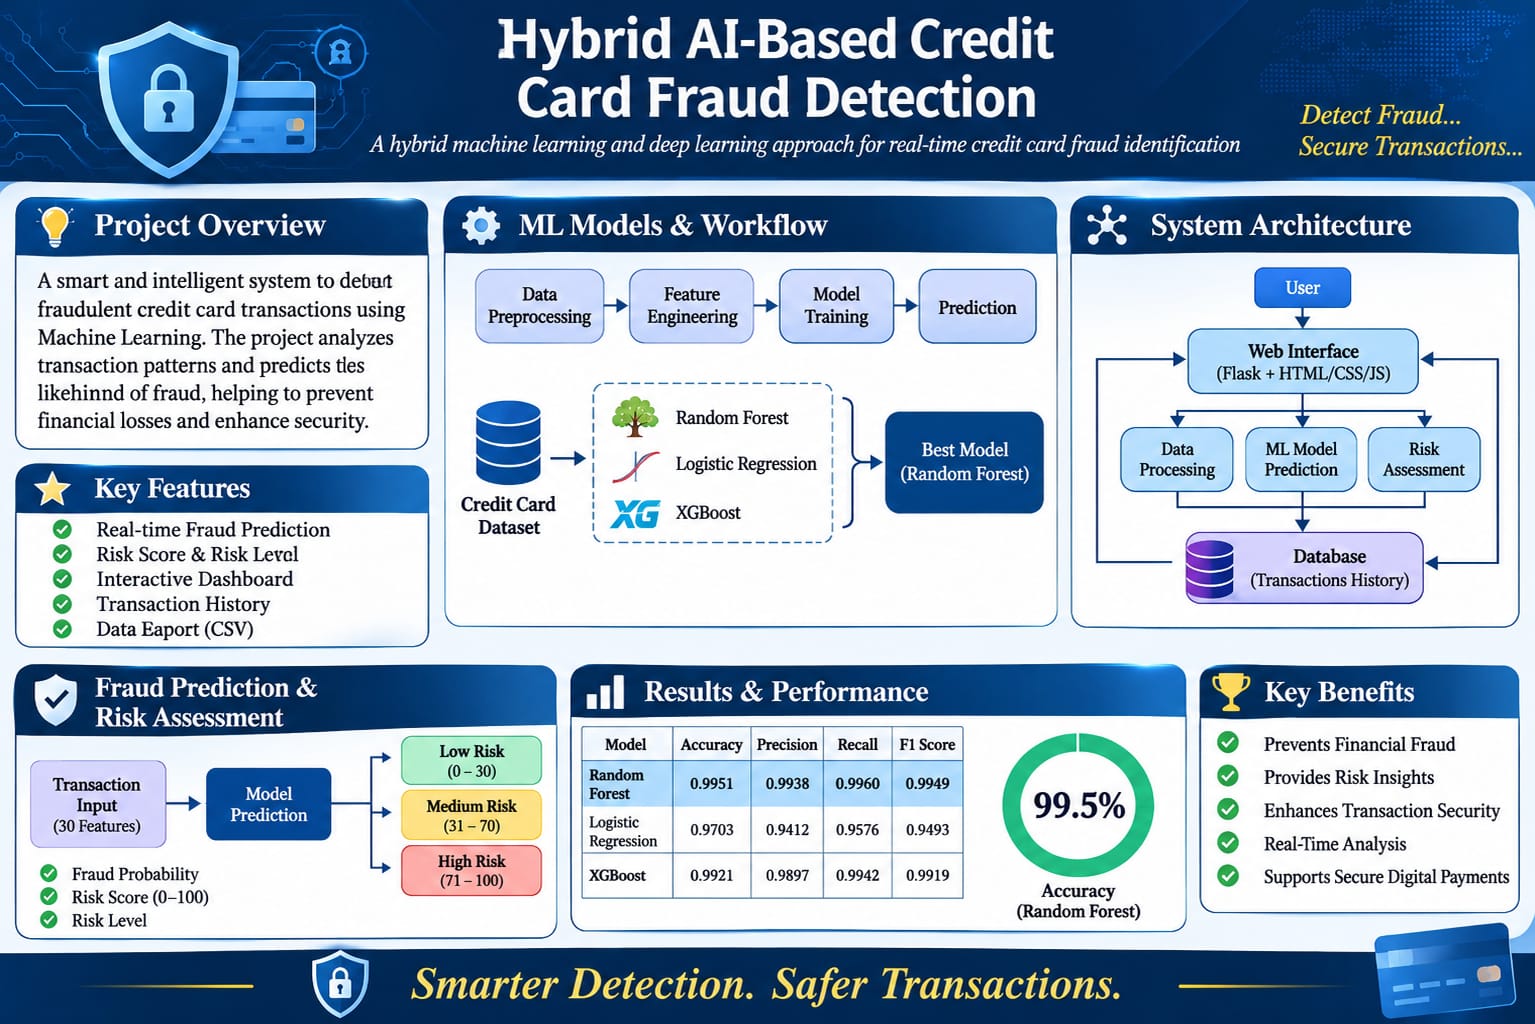 Hybrid AI-Based Credit
Card Fraud Detection
A hybrid machine learning and deep learning approach for real-time credit card fraud identification
Detect Fraud...
Secure Transactions...
Project Overview
A smart and intelligent system to
fraudulent credit card transactions using
Machine Learning. The project analyzes
transaction patterns and predicts
likehinnd of fraud, helping to prevent
financial losses and enhance security.
Key Features
Real-time Fraud Prediction
Risk Score & Risk Level
Interactive Dashboard
Transaction History
Data Eaport (CSV)
ML Models & Workflow
Data
Preprocessing
Feature
Engineering
Model
Training
Prediction
Credit Card
Dataset
Random Forest
Logistic Regression
XG XGBoost
Best Model
(Random Forest)
System Architecture
User
Web Interface
(Flask + HTML/CSS/JS)
Data
Processing
ML Model
Prediction
Risk
Assessment
Database
(Transactions History)
Fraud Prediction &
Risk Assessment
Transaction
Input
(30 Features)
Model
Prediction
Low Risk
(0 – 30)
Medium Risk
(31 – 70)
High Risk
(71 – 100)
Fraud Probability
Risk Score (0–100)
Risk Level
Results & Performance
Model Accuracy Precision Recall F1 Score
Random
Forest 0.9951 0.9938 0.9960 0.9949
Logistic
Regression 0.9703 0.9412 0.9576 0.9493
XGBoost 0.9921 0.9897 0.9942 0.9919
99.5%
Accuracy
(Random Forest)
Key Benefits
Prevents Financial Fraud
Provides Risk Insights
Enhances Transaction Security
Real-Time Analysis
Supports Secure Digital Payments
Smarter Detection. Safer Transactions.